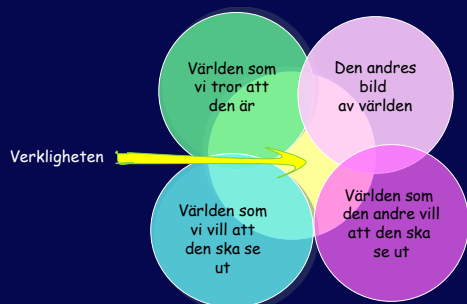 Världen som
vi tror att
den är
Den andres
bild
av världen
Verkligheten
Världen som
vi vill att
den ska se
ut
Världen som
den andre vill
att den ska
se ut